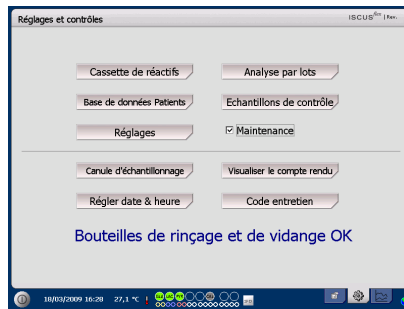 Réglages et contrôles
ISCUS flex | Rem.
Cassette de réactifs
Analyse par lots
Base de données Patients
Echantillons de contrôle
Réglages
Maintenance
Canule d'échantillonnage
Visualiser le compte rendu
Régler date & heure
Code entretien
Bouteilles de rinçage et de vidange OK
18/03/2009 16:28 27,1 °C